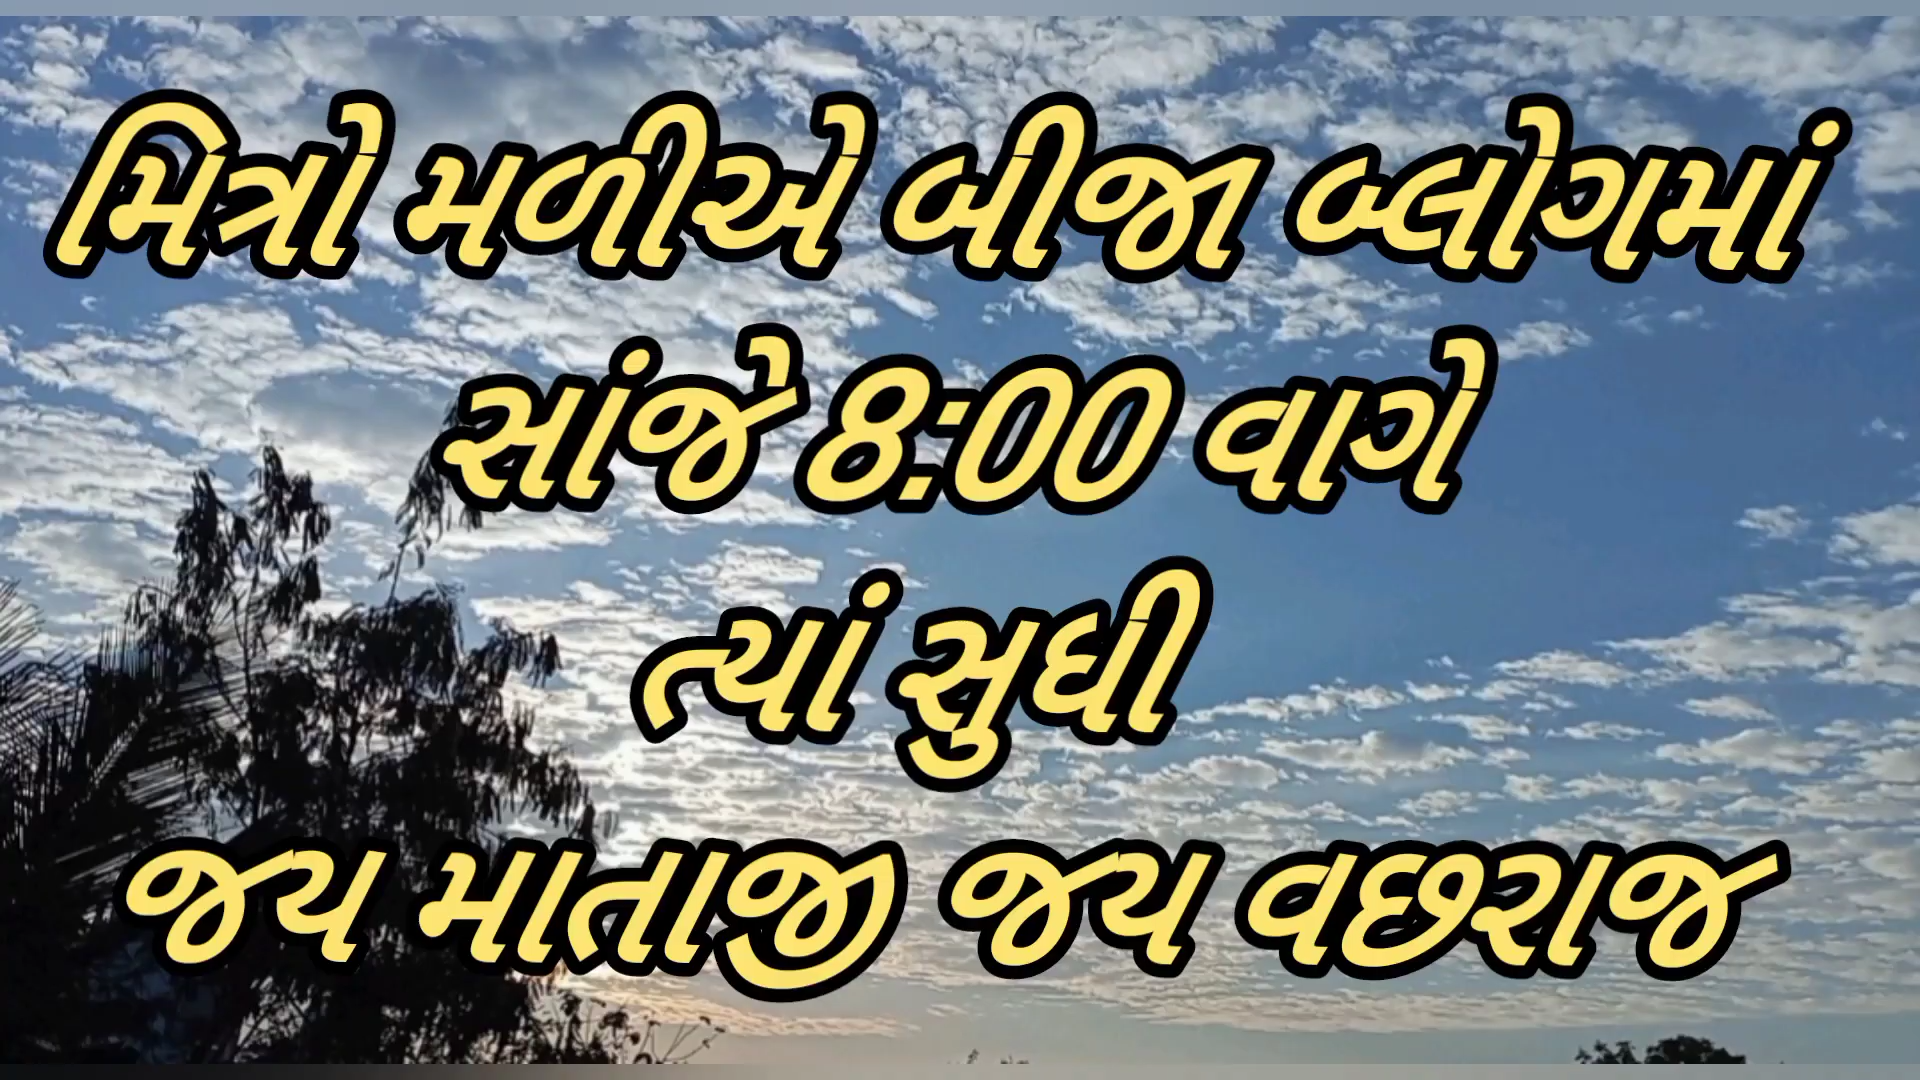 મિત્રો મળીએ બીજા બ્લોગમાં
સાંજે 8:00 વાગે
ત્યાં સુધી
જય માતાજી જય વછરાજ